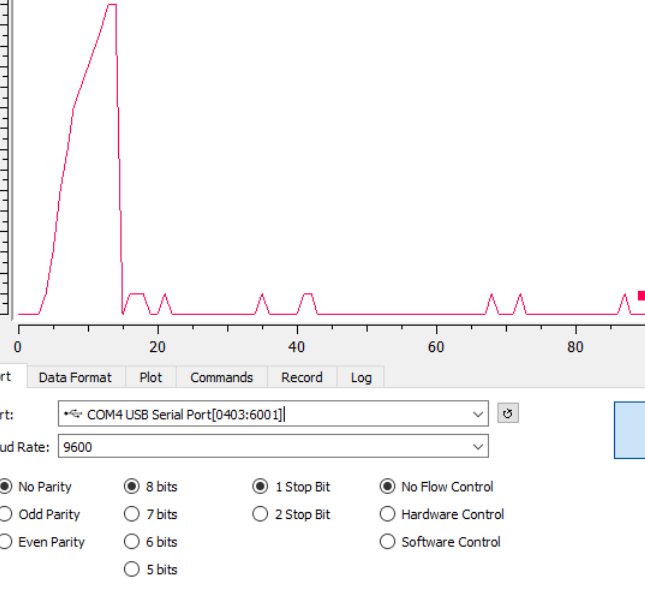 0 20 40 60 80
rt Data Format Plot Commands Record Log
rt: COM4 USB Serial Port[0403:6001]
ud Rate: 9600
No Parity 8 bits 1 Stop Bit No Flow Control
Odd Parity 7 bits 2 Stop Bit Hardware Control
Even Parity 6 bits Software Control
5 bits